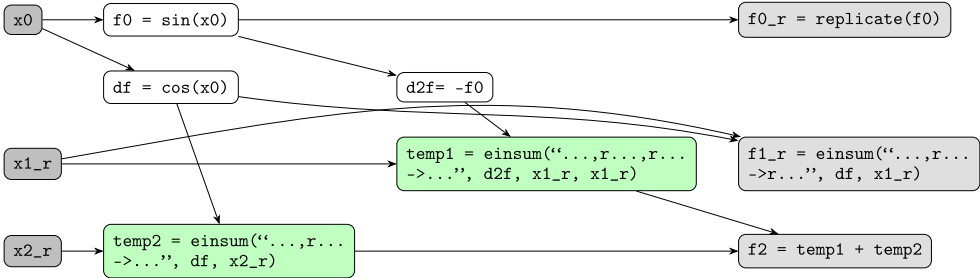 x0
f0 = sin(x0)
f0_r = replicate(f0)
df = cos(x0)
d2f= -f0
x1_r
temp1 = einsum(“...,r...,r...
->...”, d2f, x1_r, x1_r)
f1_r = einsum(“...,r...
->r...”, df, x1_r)
x2_r
temp2 = einsum(“...,r...
->...”, df, x2_r)
f2 = temp1 + temp2